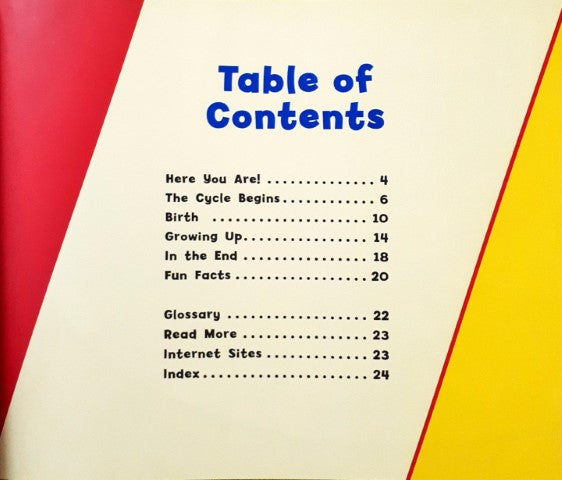 Table of
Contents
Here You Are! .............. 4
The Cycle Begins............ 6
Birth .................... 10
Growing Up................ 14
In the End ................ 18
Fun Facts ................. 20
Glossary .................. 22
Read More ................ 23
Internet Sites ............. 23
Index..................... 24